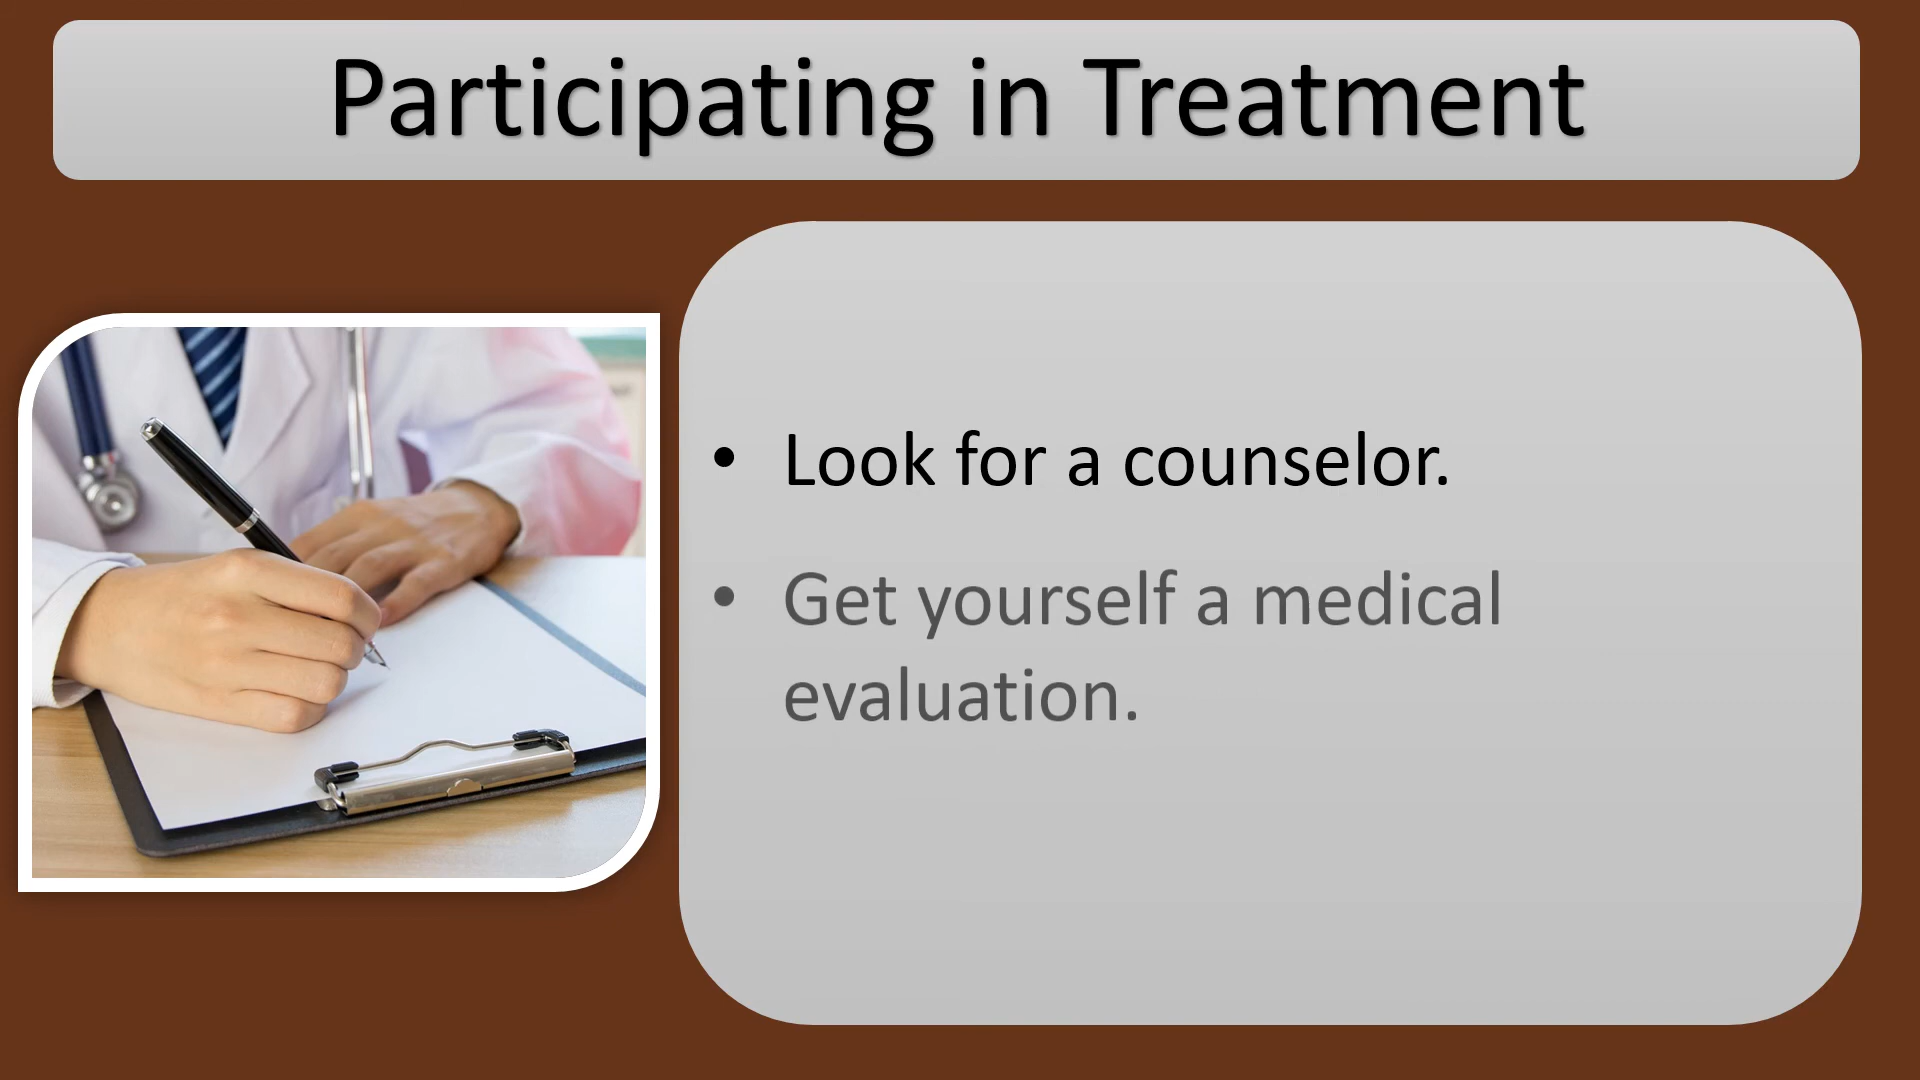 Participating in Treatment
• Look for a counselor.
• Get yourself a medical
evaluation.